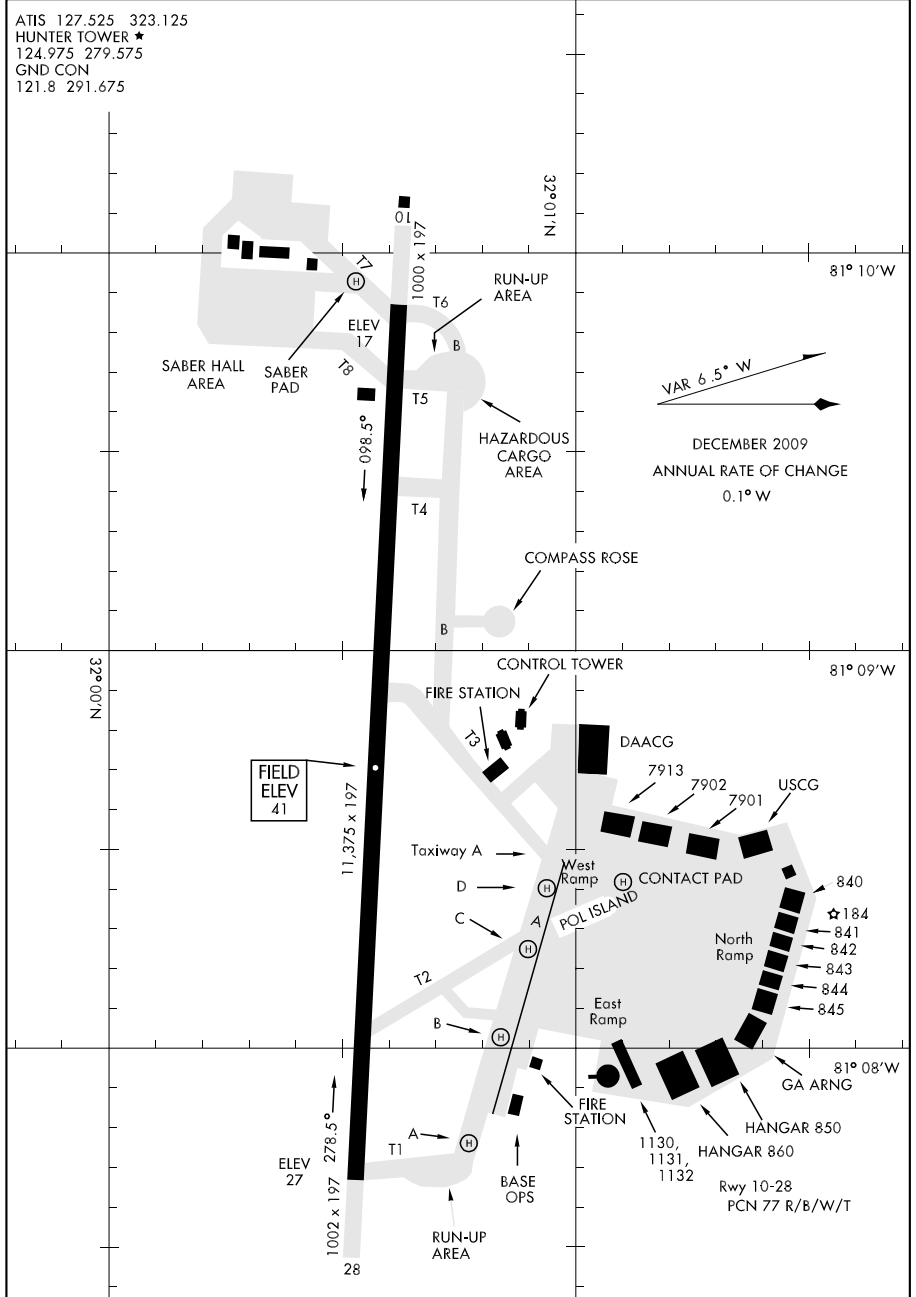 ATIS 127.525 323.125
HUNTER TOWER ★
124.975 279.575
GND CON
121.8 291.675
32°01'N
10
1000 x 197
T7
H
81° 10'W
RUN-UP
AREA
T6
ELEV
17
B
SABER HALL
AREA
SABER
PAD
T8
T5
VAR 6.5° W
098.5°
HAZARDOUS
CARGO
AREA
DECEMBER 2009
ANNUAL RATE OF CHANGE
0.1° W
T4
COMPASS ROSE
B
32°00'N
CONTROL TOWER
81° 09'W
FIRE STATION
T3
DAACG
FIELD
ELEV
41
11,375 x 197
7913
7902
7901
USCG
Taxiway A
West
Ramp
D
H
H
CONTACT PAD
840
POL ISLAND
C
A
H
☆ 184
841
842
843
844
845
North
Ramp
T2
East
Ramp
B
H
81° 08'W
GA ARNG
FIRE
STATION
HANGAR 850
HANGAR 860
1130,
1131,
1132
278.5°
A
H
T1
ELEV
27
BASE
OPS
1002 x 197
Rwy 10-28
PCN 77 R/B/W/T
RUN-UP
AREA
28